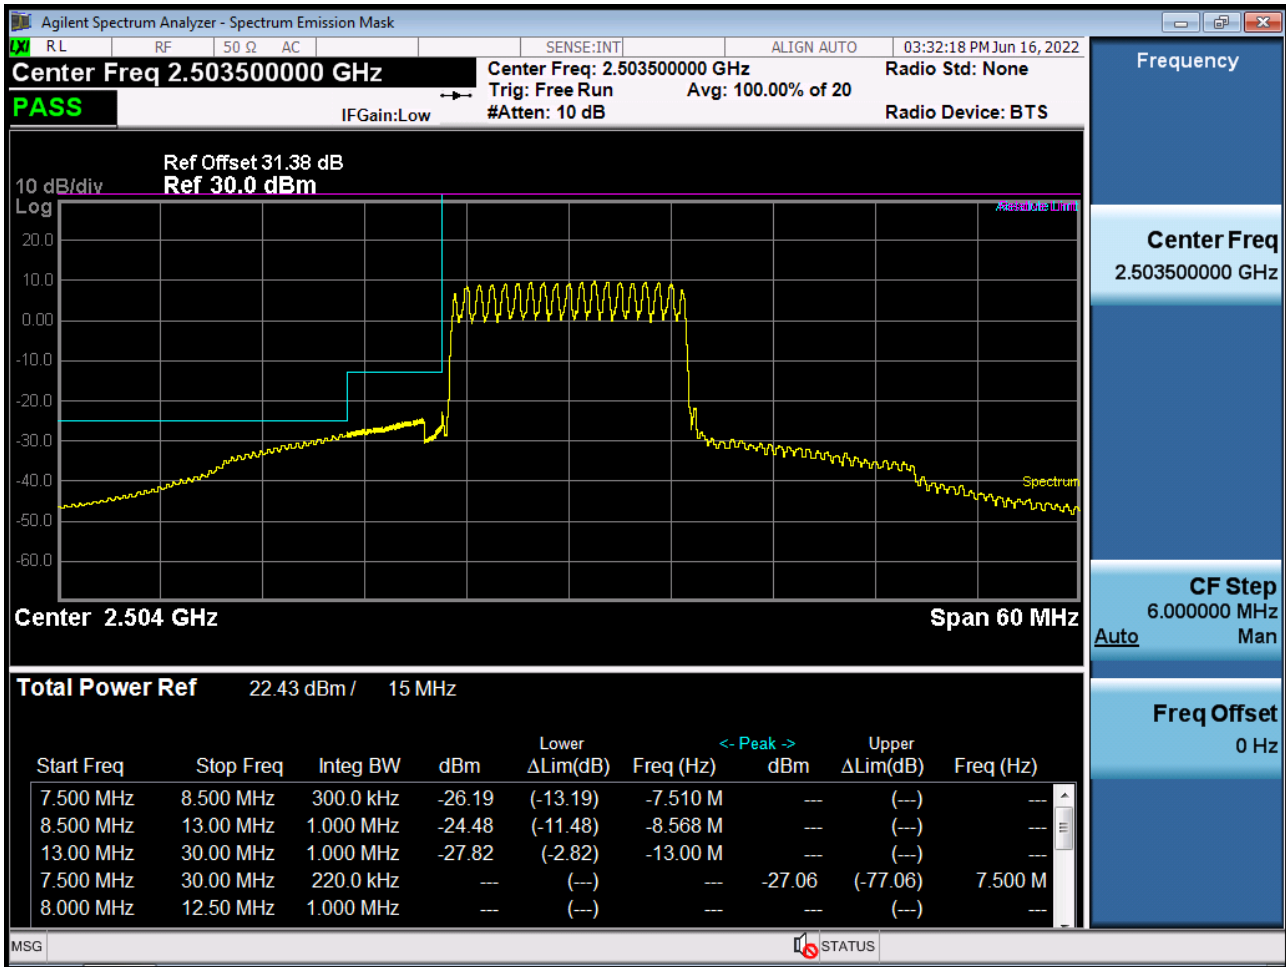 Agilent Spectrum Analyzer - Spectrum Emission Mask
LXI RL RF 50 Ω AC SENSE:INT ALIGN AUTO 03:32:18 PM Jun 16, 2022
Center Freq 2.503500000 GHz
Center Freq: 2.503500000 GHz Radio Std: None
Trig: Free Run Avg: 100.00% of 20
PASS IFGain:Low #Atten: 10 dB Radio Device: BTS
Ref Offset 31.38 dB
10 dB/div Ref 30.0 dBm
Log
Absolute Limit
20.0
10.0
0.00
-10.0
-20.0
-30.0
-40.0
Spectrum
-50.0
-60.0
Center 2.504 GHz Span 60 MHz
Total Power Ref 22.43 dBm / 15 MHz
Lower <- Peak -> Upper
Start Freq Stop Freq Integ BW dBm ΔLim(dB) Freq (Hz) dBm ΔLim(dB) Freq (Hz)
7.500 MHz 8.500 MHz 300.0 kHz -26.19 (-13.19) -7.510 M --- (---) ---
8.500 MHz 13.00 MHz 1.000 MHz -24.48 (-11.48) -8.568 M --- (---) ---
13.00 MHz 30.00 MHz 1.000 MHz -27.82 (-2.82) -13.00 M --- (---) ---
7.500 MHz 30.00 MHz 220.0 kHz --- (---) --- -27.06 (-77.06) 7.500 M
8.000 MHz 12.50 MHz 1.000 MHz --- (---) --- --- (---) ---
MSG STATUS
Frequency
Center Freq
2.503500000 GHz
CF Step
6.000000 MHz
Auto Man
Freq Offset
0 Hz